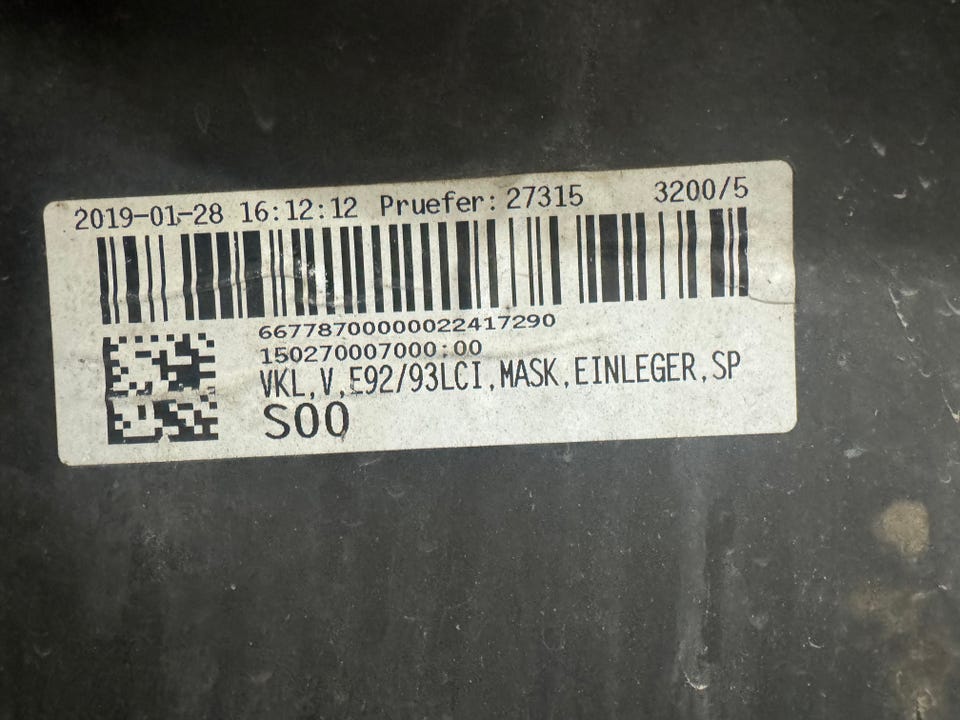 2019-01-28 16:12:12 Pruefer: 27315 3200/5
66778700000022417290
150270007000:00
VKL,V,E92/93LCI,MASK,EINLEGER,SP
S00